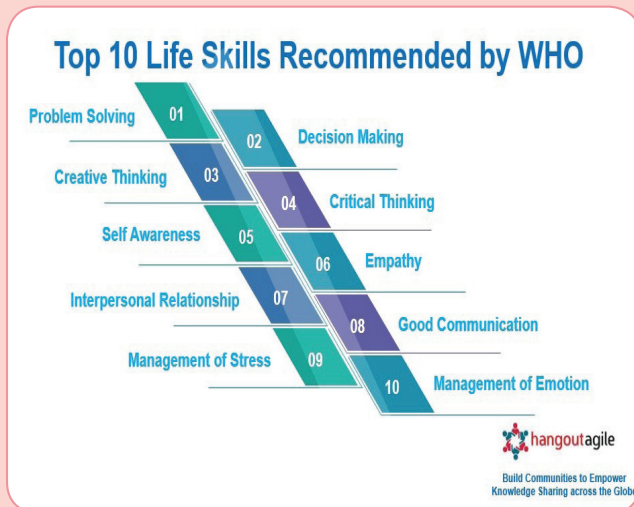 Top 10 Life Skills Recommended by WHO
Problem Solving 01
02 Decision Making
Creative Thinking 03
04 Critical Thinking
Self Awareness 05
06 Empathy
Interpersonal Relationship 07
08 Good Communication
Management of Stress 09
10 Management of Emotion
hangoutagile
Build Communities to Empower
Knowledge Sharing across the Globe